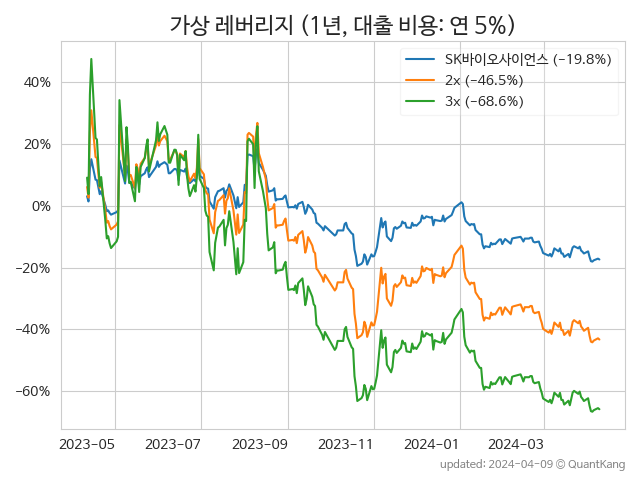 가상 레버리지 (1년, 대출 비용: 연 5%)
SK바이오사이언스 (−19.8%)
2x (−46.5%)
3x (−68.6%)
40%
20%
0%
−20%
−40%
−60%
2023-05 2023-07 2023-09 2023-11 2024-01 2024-03
updated: 2024-04-09 © QuantKang